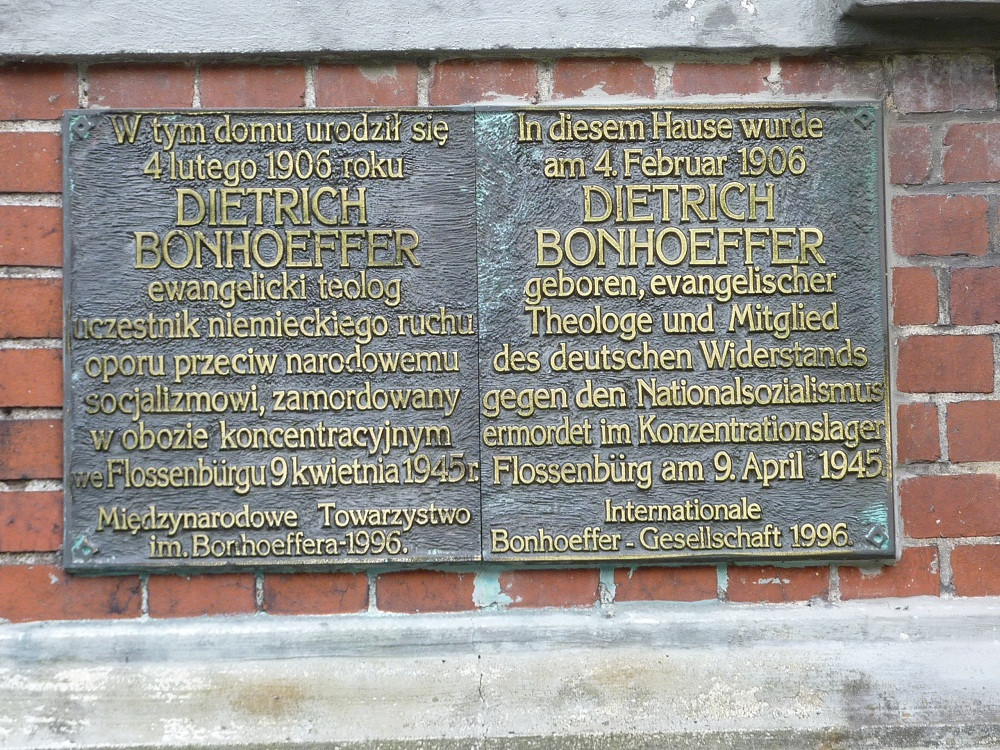 W tym domu urodził się
4 lutego 1906 roku
DIETRICH
BONHOEFFER
ewangelicki teolog
uczestnik niemieckiego ruchu
oporu przeciw narodowemu
socjalizmowi, zamordowany
w obozie koncentracyjnym
we Flossenbürgu 9 kwietnia 1945r.
Międzynarodowe Towarzystwo
im. Bonhoeffera-1996.
In diesem Hause wurde
am 4. Februar 1906
DIETRICH
BONHOEFFER
geboren, evangelischer
Theologe und Mitglied
des deutschen Widerstands
gegen den Nationalsozialismus
ermordet im Konzentrationslager
Flossenbürg am 9. April 1945
Internationale
Bonhoeffer-Gesellschaft 1996.